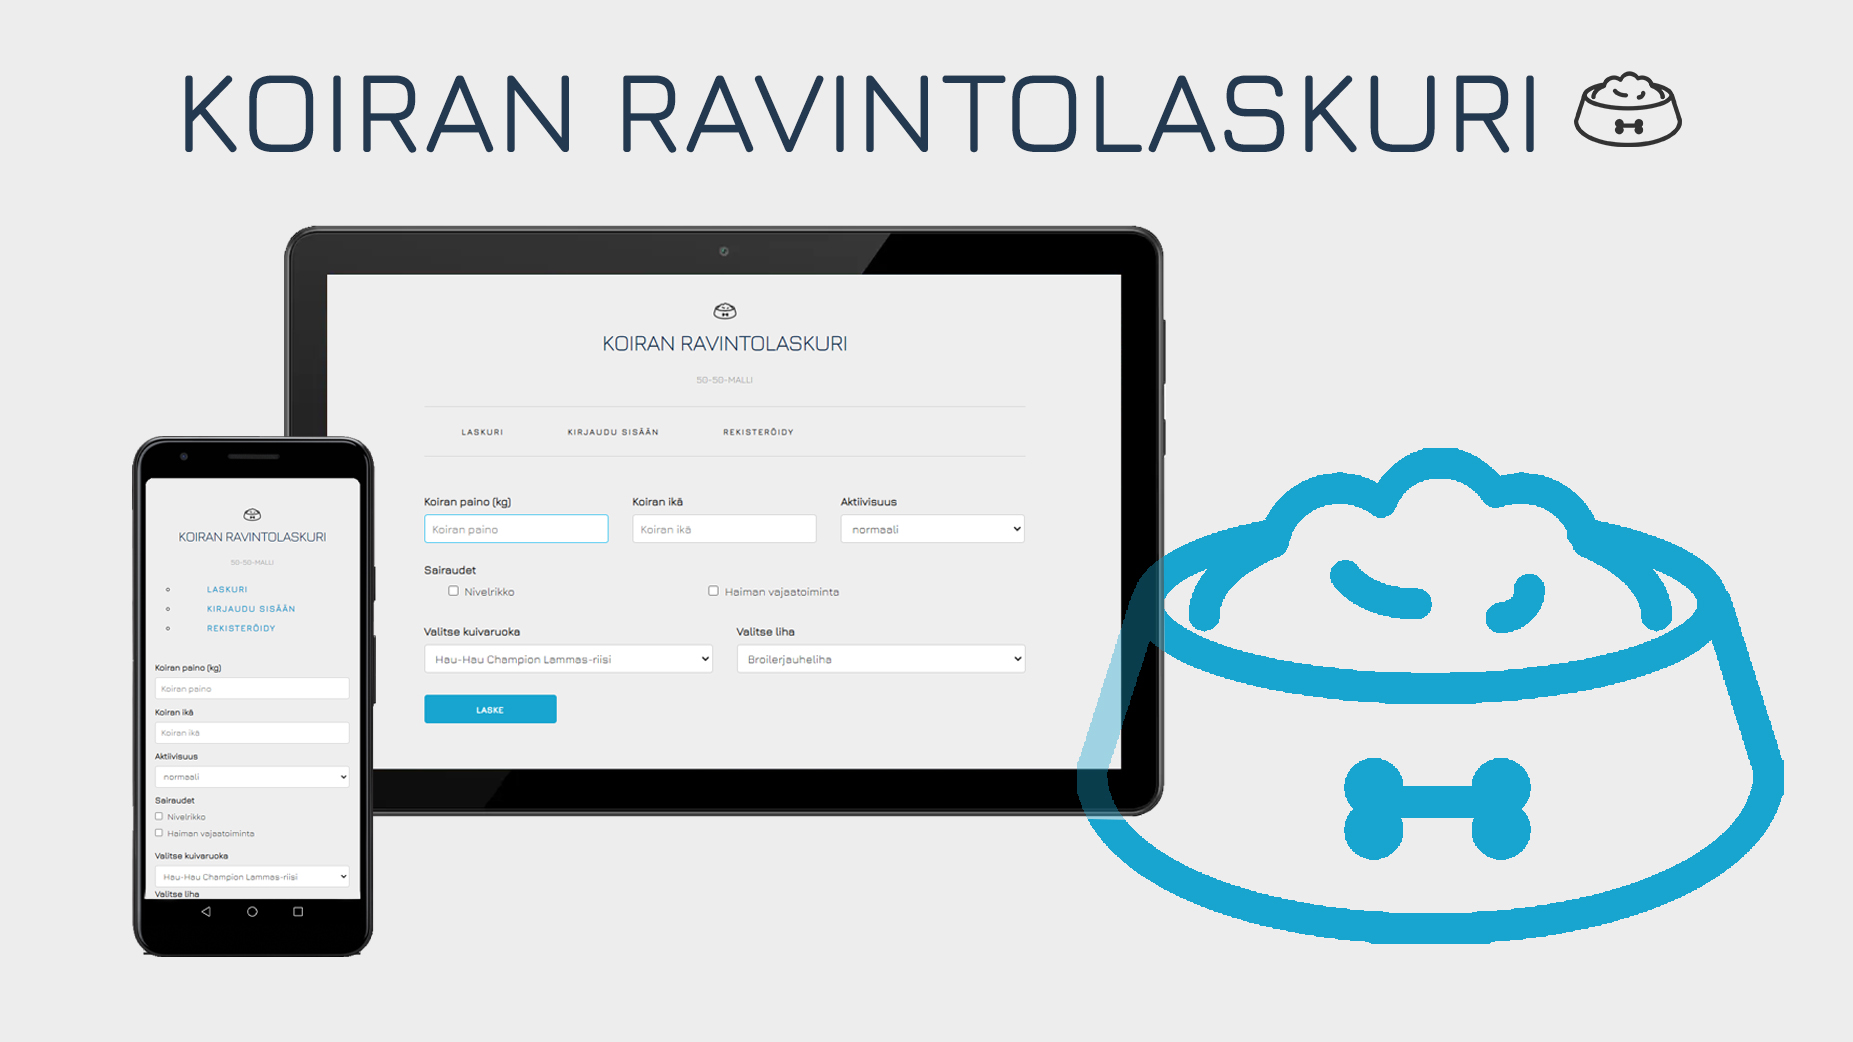 KOIRAN RAVINTOLASKURI
KOIRAN RAVINTOLASKURI
50-50-MALLI
LASKURI KIRJAUDU SISÄÄN REKISTERÖIDY
Koiran paino (kg) Koiran ikä Aktiivisuus
Koiran paino Koiran ikä normaali
Sairaudet
Nivelrikko Haiman vajaatoiminta
Valitse kuivaruoka Valitse liha
Hau-Hau Champion Lammas-riisi Broilerjauheliha
LASKE
KOIRAN RAVINTOLASKURI
50-50-MALLI
LASKURI
KIRJAUDU SISÄÄN
REKISTERÖIDY
Koiran paino (kg)
Koiran paino
Koiran ikä
Koiran ikä
Aktiivisuus
normaali
Sairaudet
Nivelrikko
Haiman vajaatoiminta
Valitse kuivaruoka
Hau-Hau Champion Lammas-riisi
Valitse liha